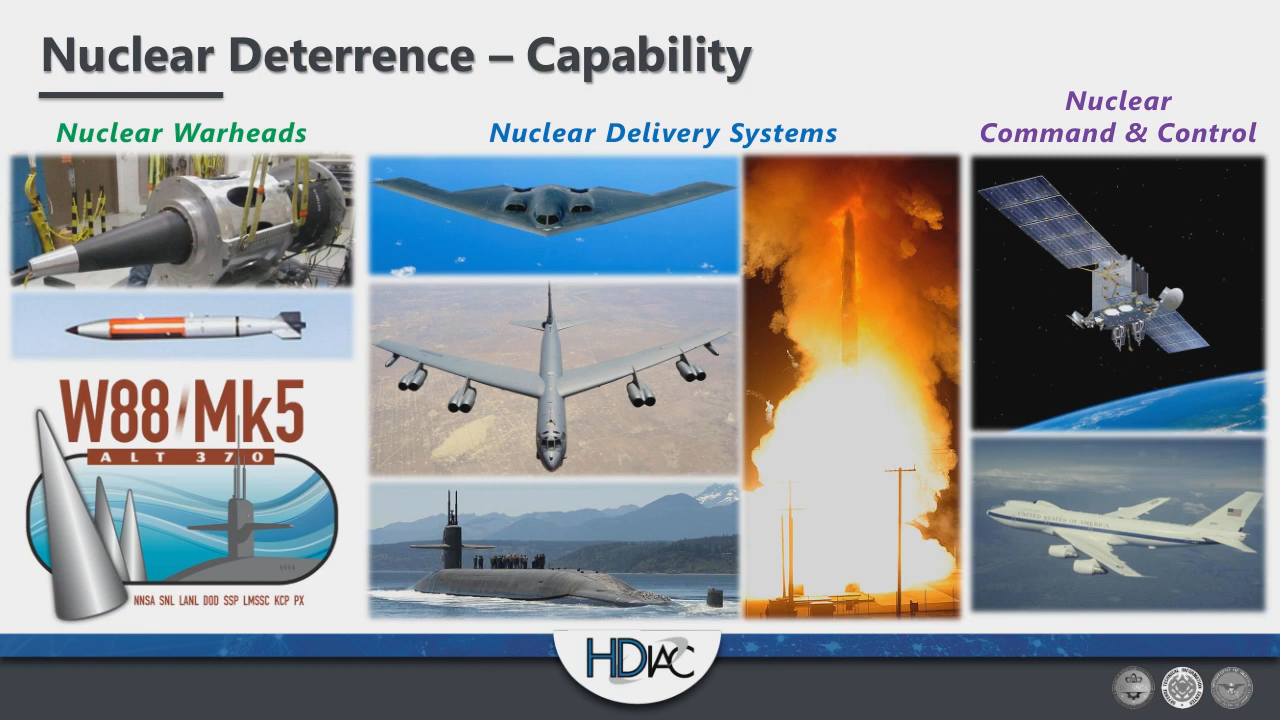 Nuclear Deterrence – Capability
Nuclear Warheads
Nuclear Delivery Systems
Nuclear
Command & Control
W88/Mk5
ALT 370
NNSA SNL LANL DOD SSP LMSSC KCP PX
UNITED STATES OF AMERICA
HDIAC